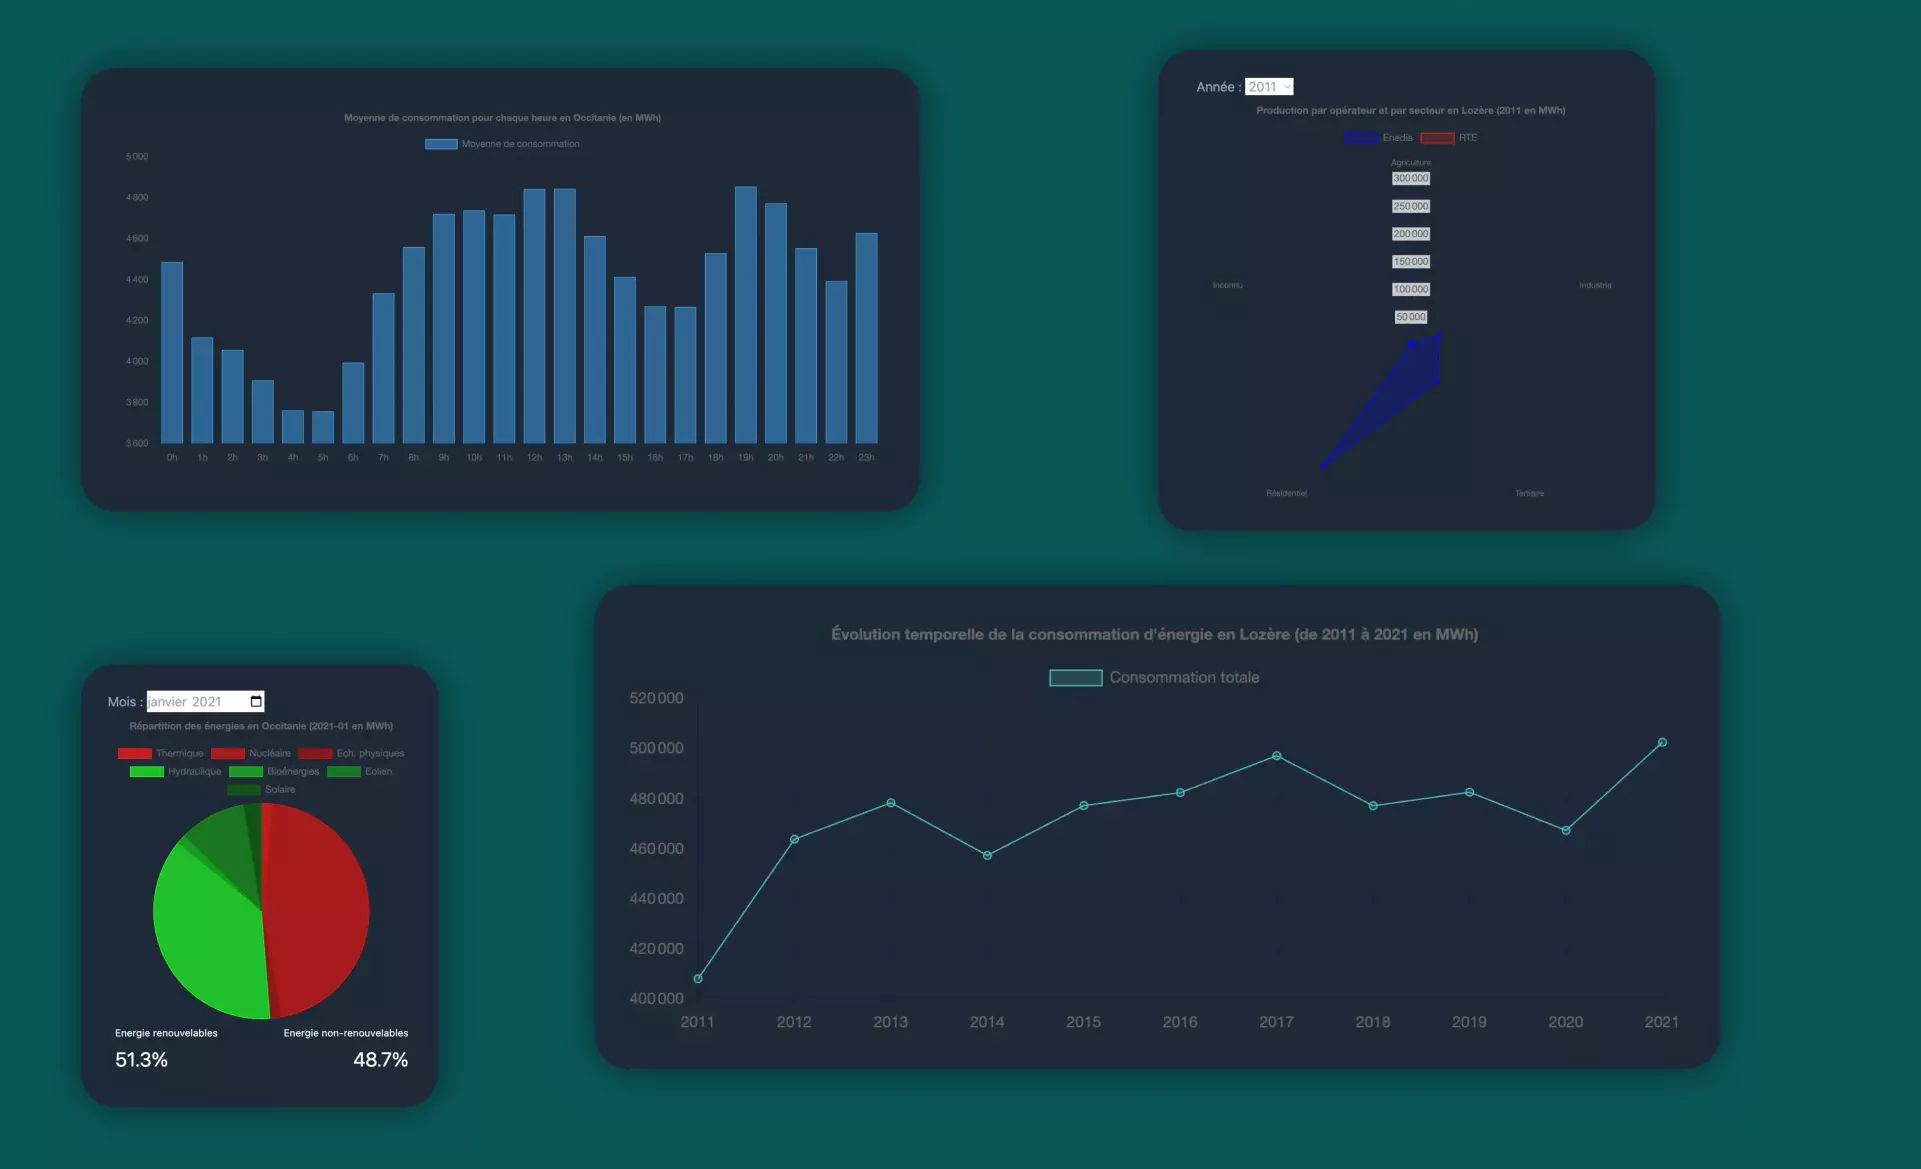 Moyenne de consommation pour chaque heure en Occitanie (en MWh)
Moyenne de consommation
5 000
4 800
4 600
4 400
4 200
4 000
3 800
3 600
0h 1h 2h 3h 4h 5h 6h 7h 8h 9h 10h 11h 12h 13h 14h 15h 16h 17h 18h 19h 20h 21h 22h 23h
Année : 2011
Production par opérateur et par secteur en Lozère (2011 en MWh)
Enedis RTE
Agriculture
300 000
250 000
200 000
150 000
100 000
50 000
Inconnu Industrie
Résidentiel Tertiaire
Mois : janvier 2021
Répartition des énergies en Occitanie (2021-01 en MWh)
Thermique Nucléaire Ech. physiques
Hydraulique Bioénergies Eolien
Solaire
Energie renouvelables Energie non-renouvelables
51.3% 48.7%
Évolution temporelle de la consommation d'énergie en Lozère (de 2011 à 2021 en MWh)
Consommation totale
520 000
500 000
480 000
460 000
440 000
420 000
400 000
2011 2012 2013 2014 2015 2016 2017 2018 2019 2020 2021